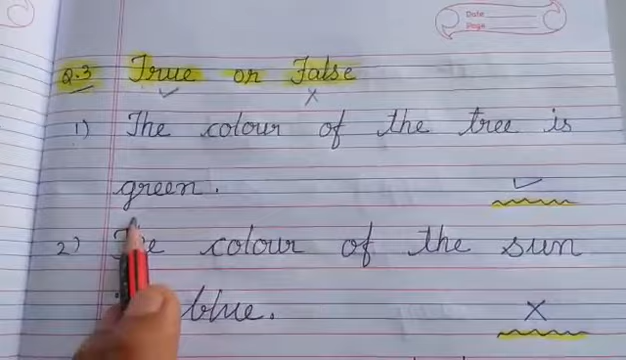 Date
Page
Q.3 True or False
✓ ×
1) The colour of the tree is
green. ✓
2) The colour of the sun
blue. ×